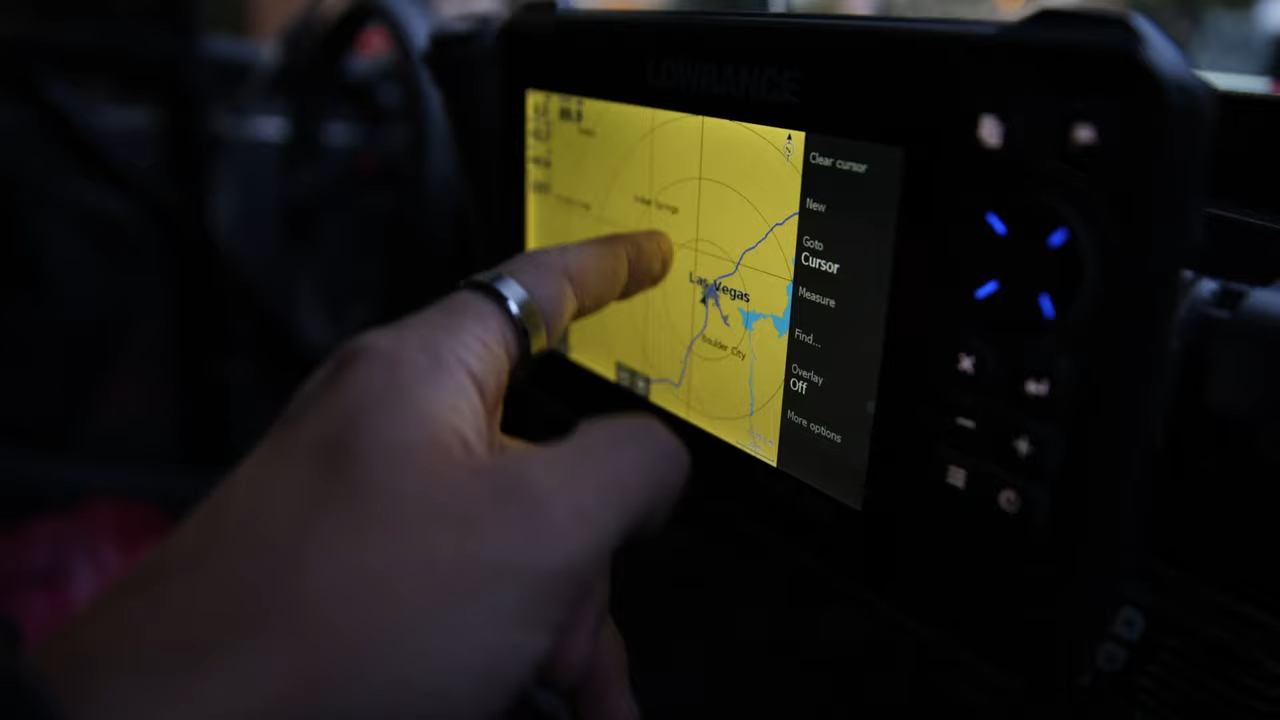 LOWRANCE
Clear cursor
New
Goto
Cursor
Measure
Find...
Overlay
Off
More options
Las Vegas
Boulder City